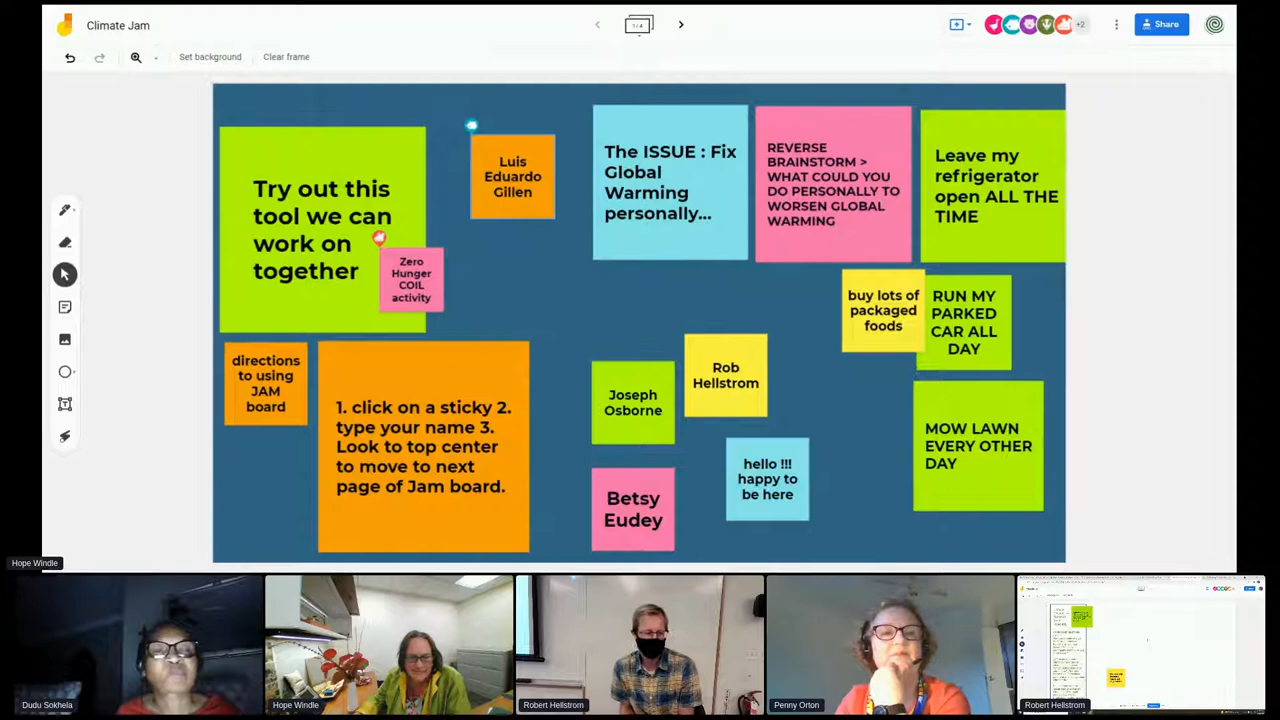 Climate Jam
1 / 4
+2
Share
Set background
Clear frame
Try out this
tool we can
work on
together
Zero
Hunger
COIL
activity
Luis
Eduardo
Gillen
The ISSUE : Fix
Global
Warming
personally...
REVERSE
BRAINSTORM >
WHAT COULD YOU
DO PERSONALLY TO
WORSEN GLOBAL
WARMING
Leave my
refrigerator
open ALL THE
TIME
buy lots of
packaged
foods
RUN MY
PARKED
CAR ALL
DAY
directions
to using
JAM
board
1. click on a sticky 2.
type your name 3.
Look to top center
to move to next
page of Jam board.
Joseph
Osborne
Rob
Hellstrom
MOW LAWN
EVERY OTHER
DAY
Betsy
Eudey
hello !!!
happy to
be here
Hope Windle
Dudu Sokhela
Hope Windle
Robert Hellstrom
Penny Orton
Robert Hellstrom